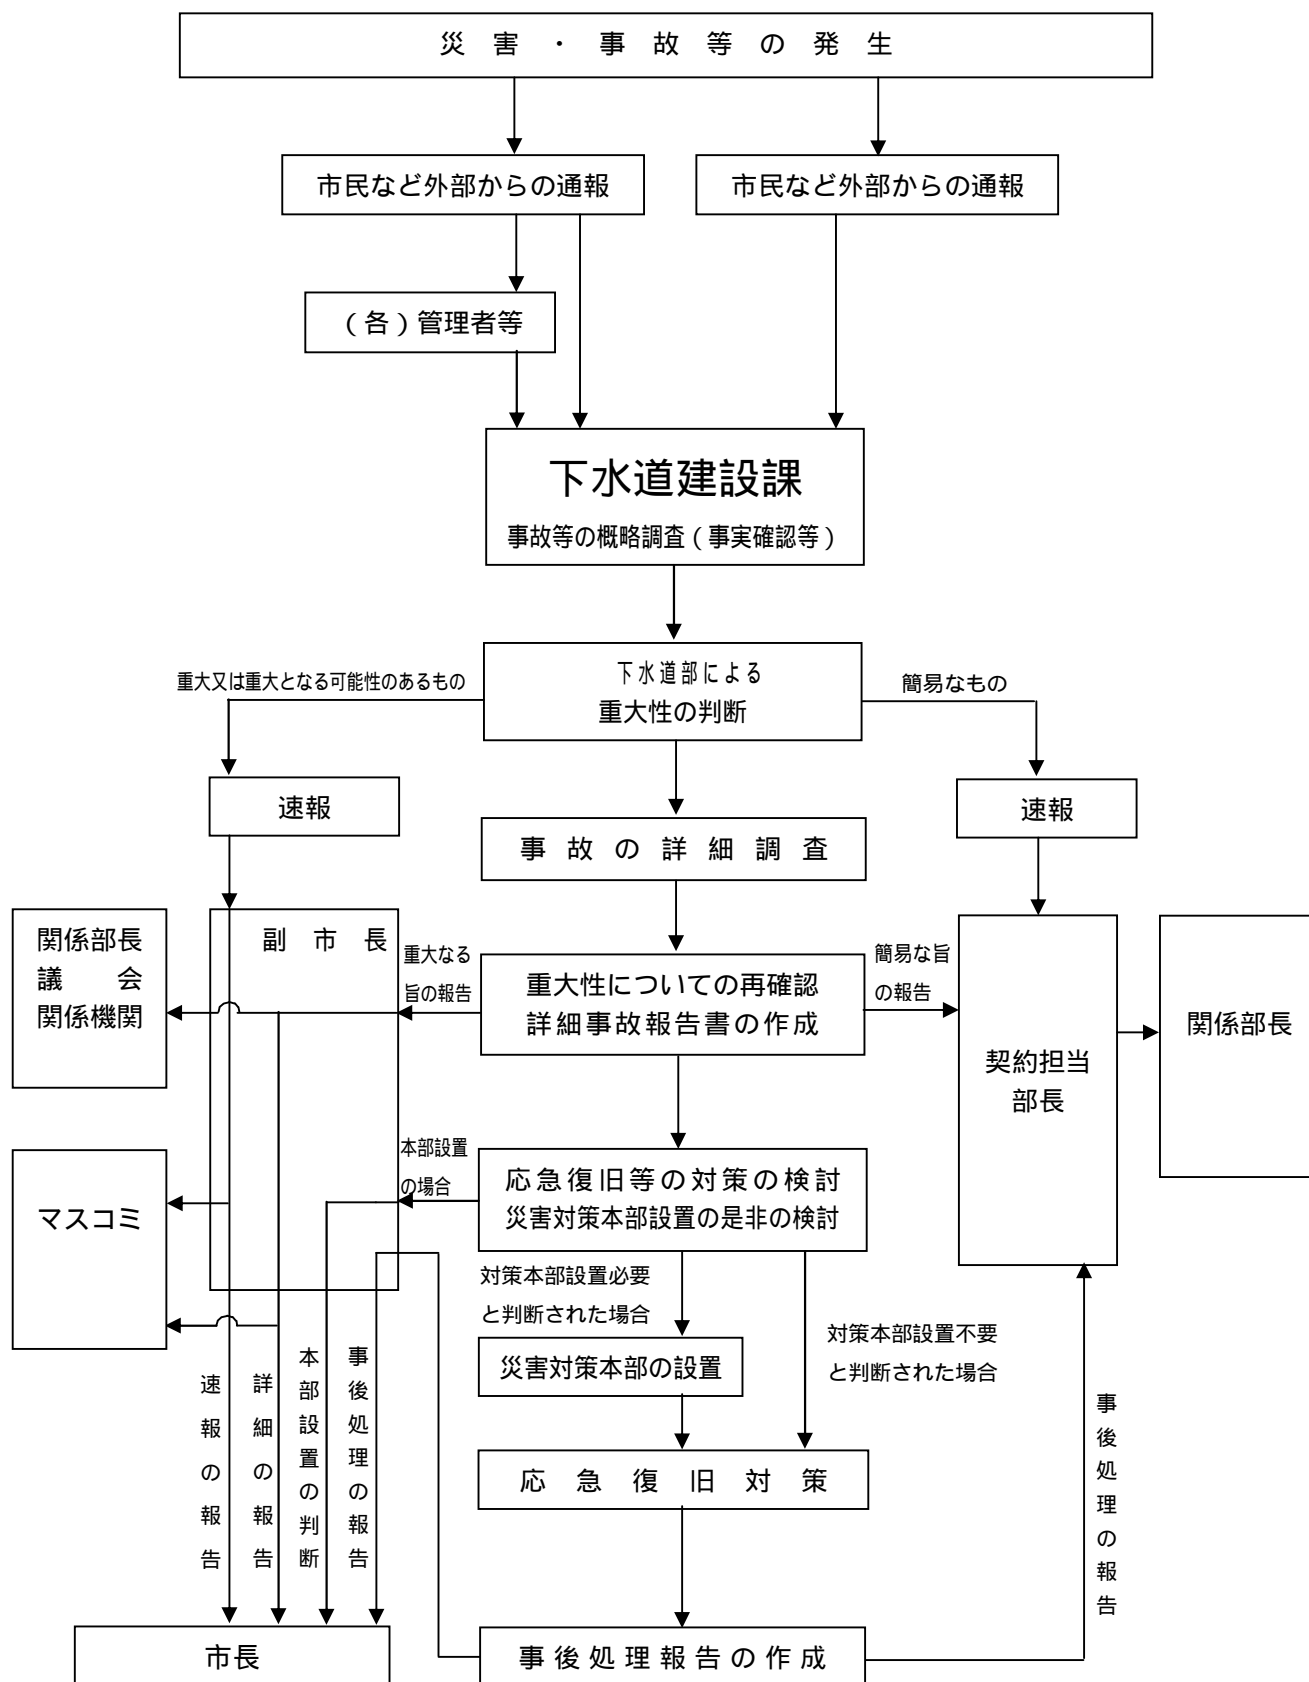 災害・事故等の発生
市民など外部からの通報
市民など外部からの通報
（各）管理者等
下水道建設課
事故等の概略調査（事実確認等）
下水道部による
重大性の判断
重大又は重大となる可能性のあるもの
簡易なもの
速報
速報
事故の詳細調査
関係部長
議会
関係機関
副市長
重大なる
旨の報告
重大性についての再確認
詳細事故報告書の作成
簡易な旨
の報告
契約担当
部長
関係部長
マスコミ
本部設置
の場合
応急復旧等の対策の検討
災害対策本部設置の是非の検討
対策本部設置必要
と判断された場合
対策本部設置不要
と判断された場合
災害対策本部の設置
応急復旧対策
速報の報告
詳細の報告
本部設置の判断
事後処理の報告
事後処理の報告
市長
事後処理報告の作成